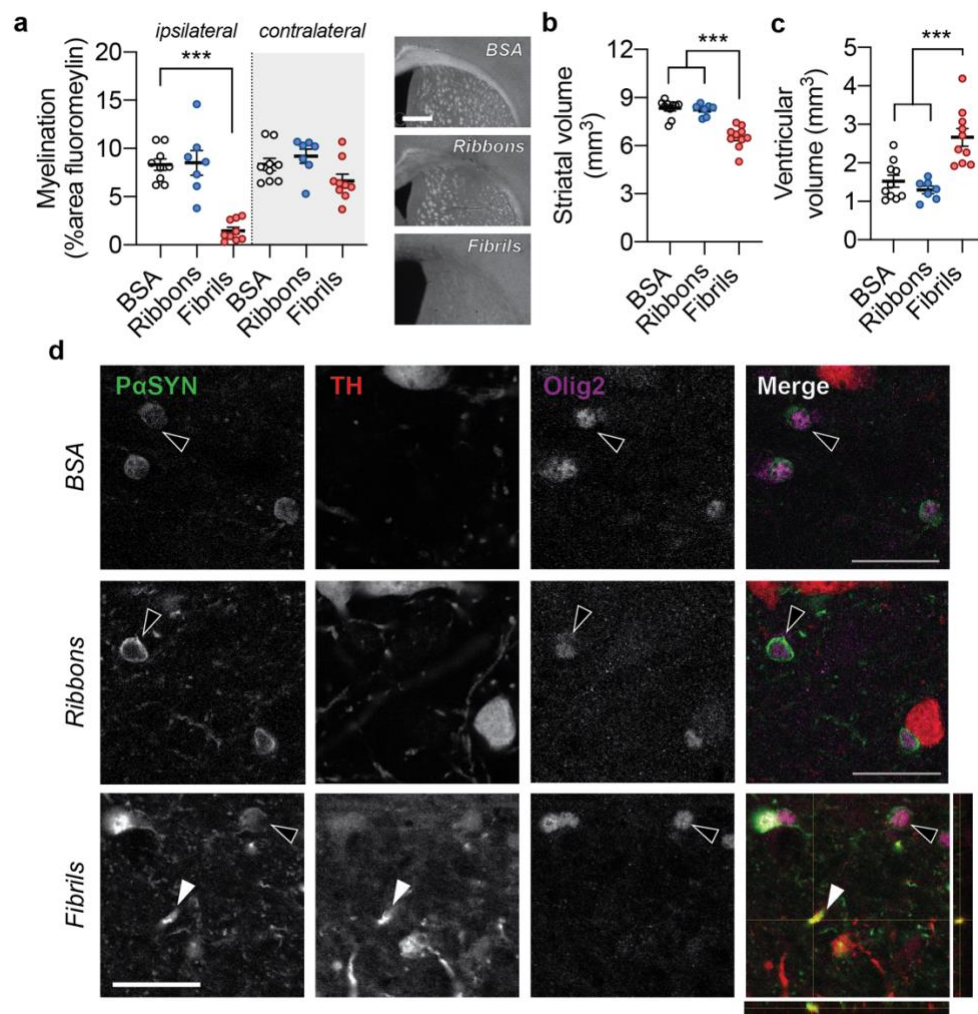 a
ipsilateral contralateral
***
Myelination
(%area fluoromeylin)
20
15
10
5
0
BSA
Ribbons
Fibrils
BSA
Ribbons
Fibrils
BSA
Ribbons
Fibrils
b
***
Striatal volume
(mm³)
12
9
6
3
0
BSA
Ribbons
Fibrils
c
***
Ventricular
volume (mm³)
5
4
3
2
1
0
BSA
Ribbons
Fibrils
d
PαSYN TH Olig2 Merge
BSA
Ribbons
Fibrils